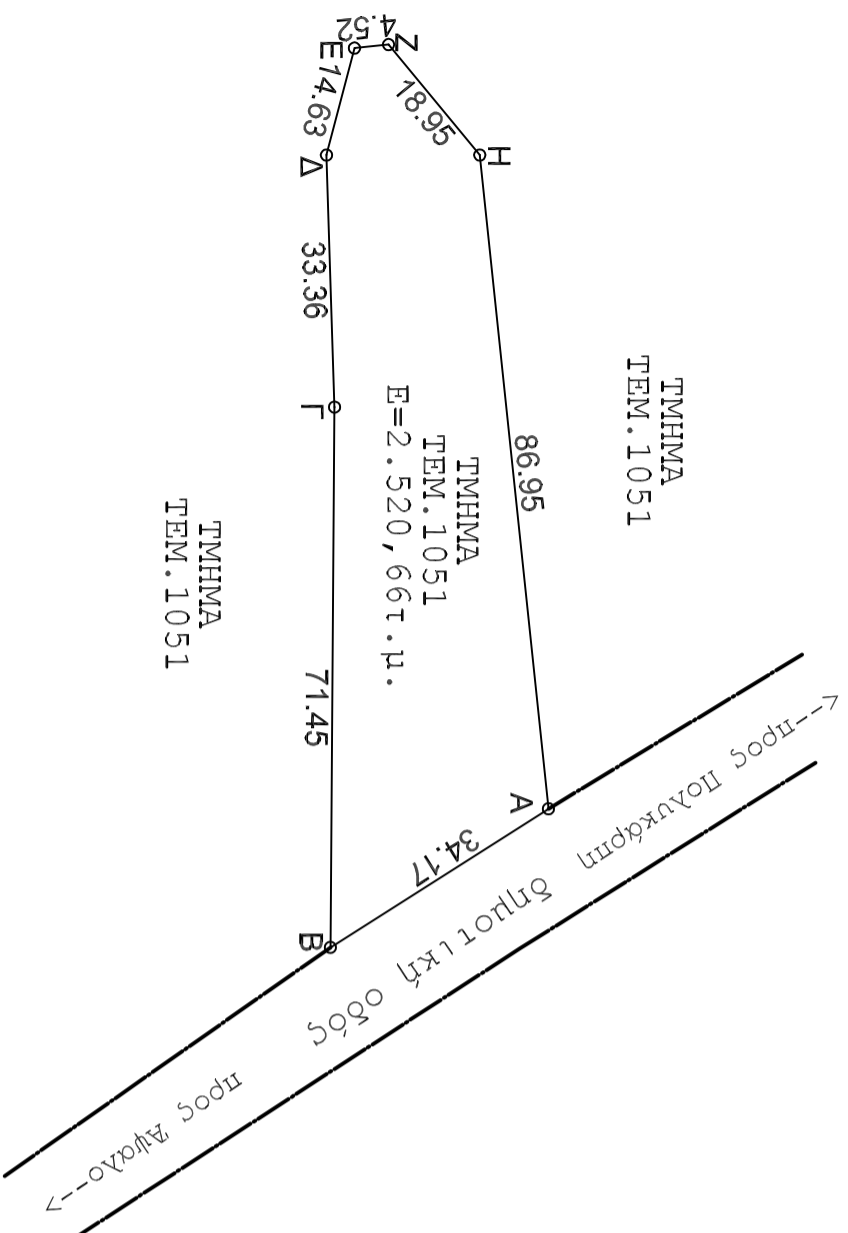 Ζ
4.52
Ε
14.63
18.95
Η
Δ
33.36
Γ
86.95
ΤΜΗΜΑ
ΤΕΜ.1051
ΤΜΗΜΑ
ΤΕΜ.1051
Ε=2.520,66τ.μ.
ΤΜΗΜΑ
ΤΕΜ.1051
71.45
Α
34.17
Β
-->προς Πολυκάρπη
δημοτική οδός
προς Άψαλο-->